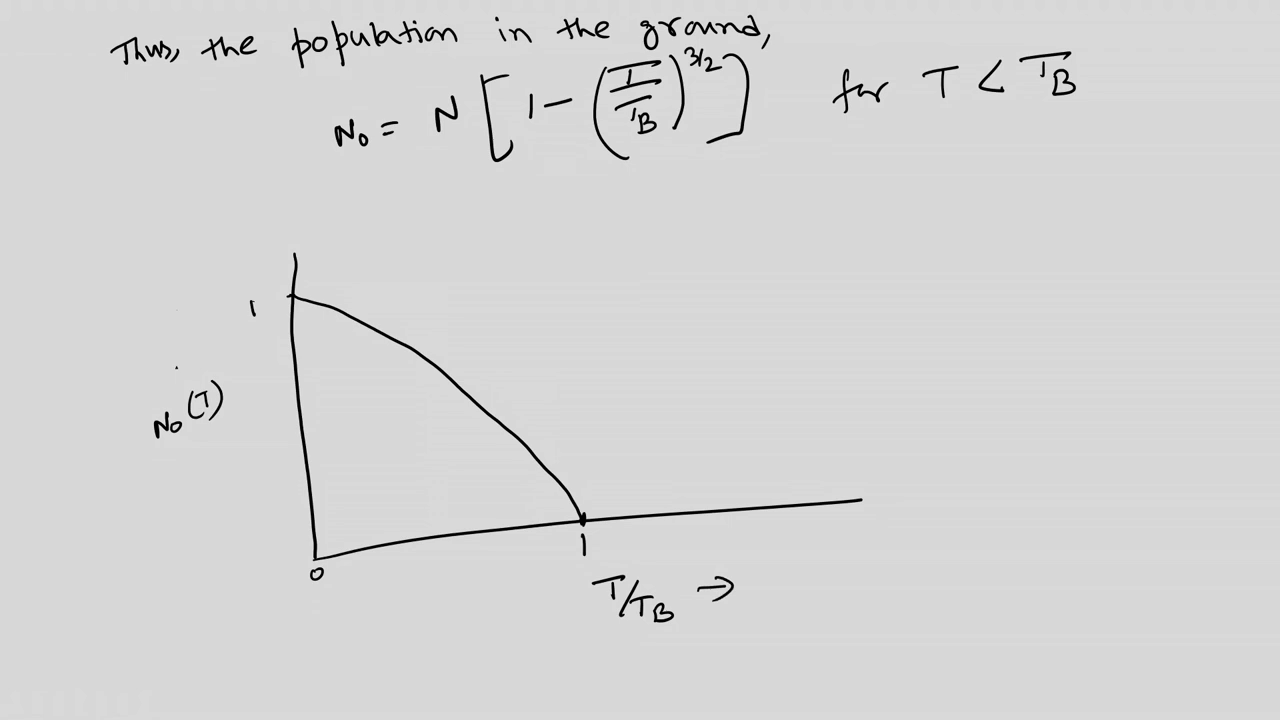 Thus, the population in the ground,
N₀ = N [ 1 - (T/T_B)^3/2 ] for T < T_B
1
N₀(T)
0
1
T/T_B →